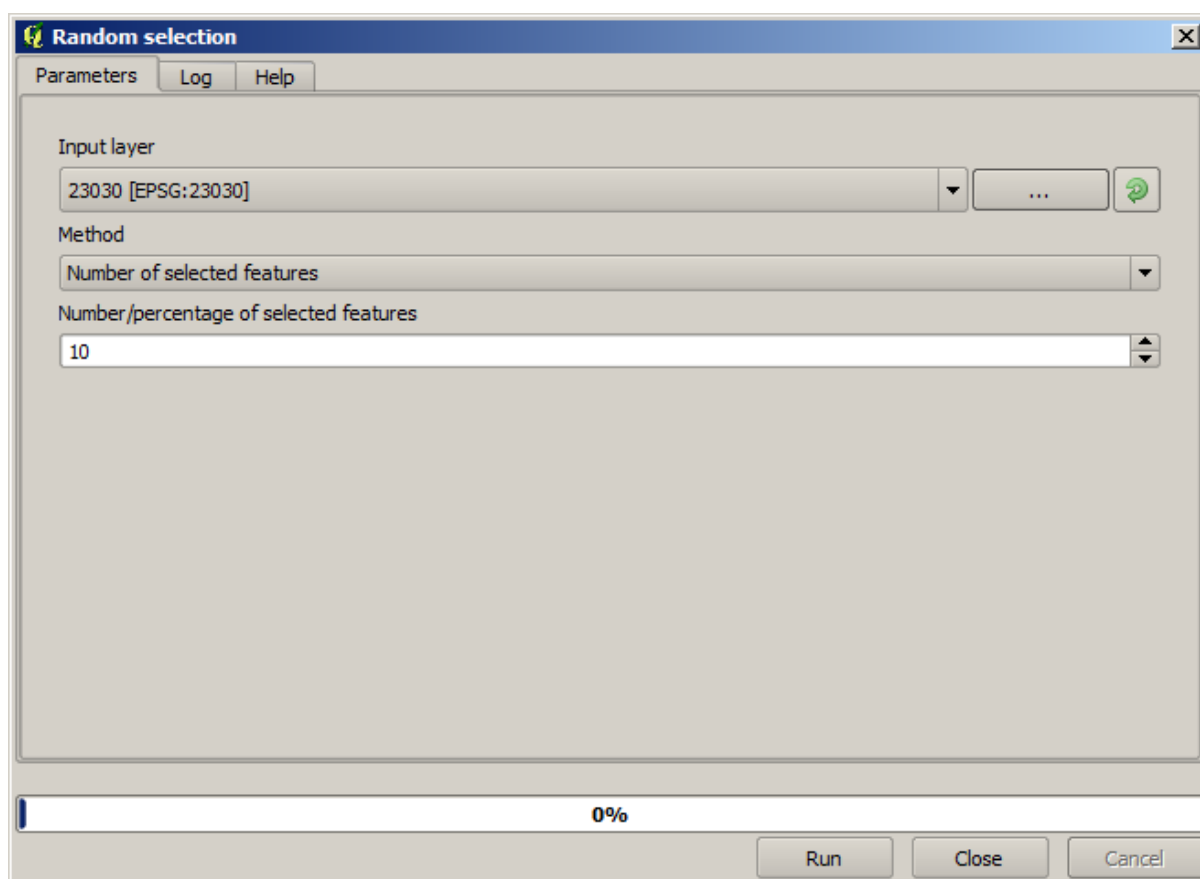 Random selection
Parameters Log Help
Input layer
23030 [EPSG:23030]
...
Method
Number of selected features
Number/percentage of selected features
10
0%
Run Close Cancel